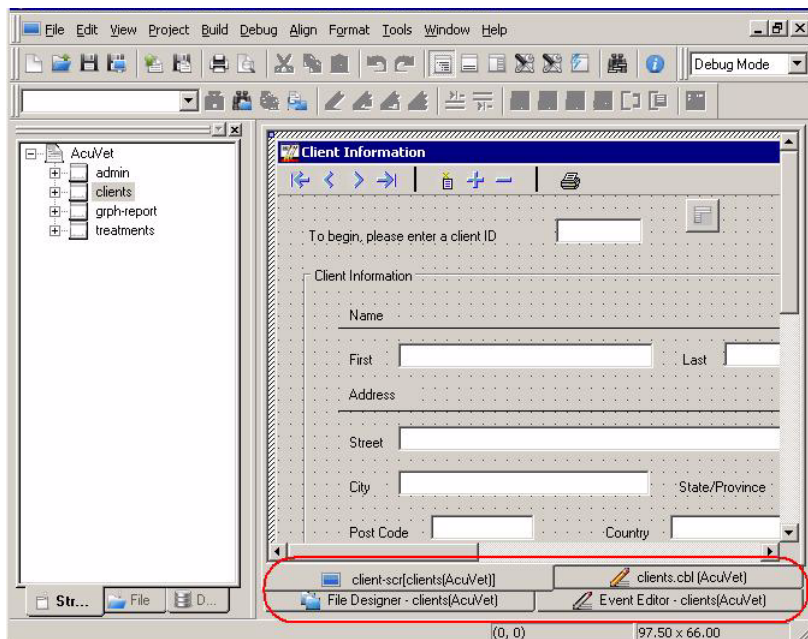 File Edit View Project Build Debug Align Format Tools Window Help
Debug Mode
AcuVet
admin
clients
grph-report
treatments
Client Information
To begin, please enter a client ID
Client Information
Name
First Last
Address
Street
City State/Province
Post Code Country
client-scr[clients(AcuVet)] clients.cbl (AcuVet)
File Designer - clients(AcuVet) Event Editor - clients(AcuVet)
Str... File D...
(0, 0) 97.50 x 66.00